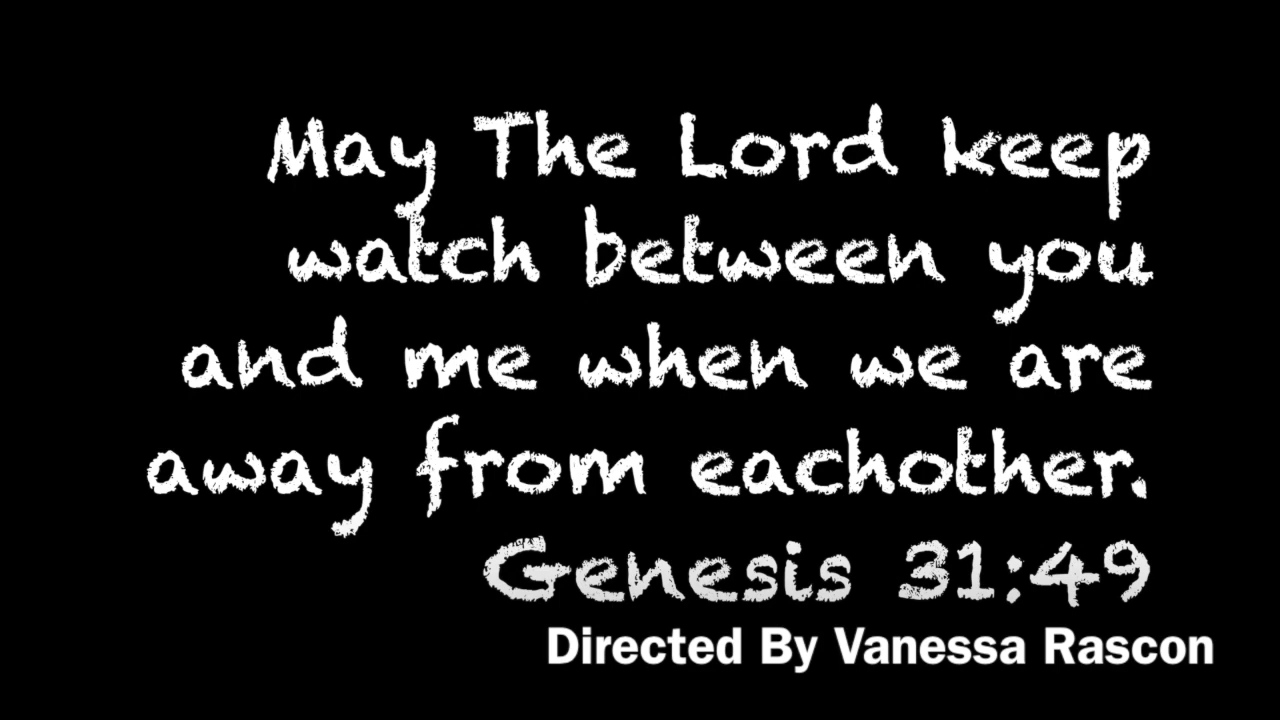 May The Lord keep
watch between you
and me when we are
away from eachother.
Genesis 31:49
Directed By Vanessa Rascon